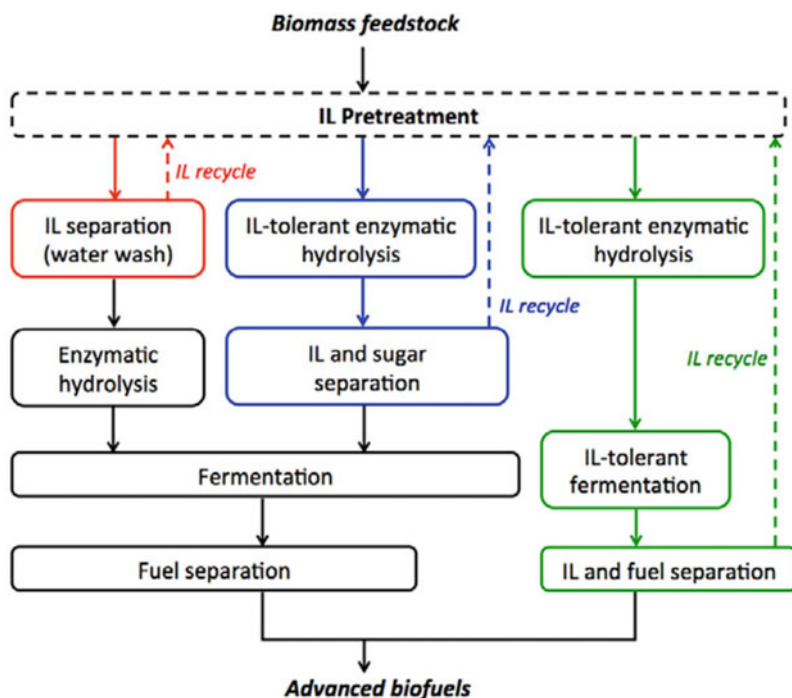 Biomass feedstock
IL Pretreatment
IL recycle
IL separation
(water wash)
IL-tolerant enzymatic
hydrolysis
IL-tolerant enzymatic
hydrolysis
IL recycle
Enzymatic
hydrolysis
IL and sugar
separation
IL recycle
Fermentation
IL-tolerant
fermentation
Fuel separation
IL and fuel separation
Advanced biofuels